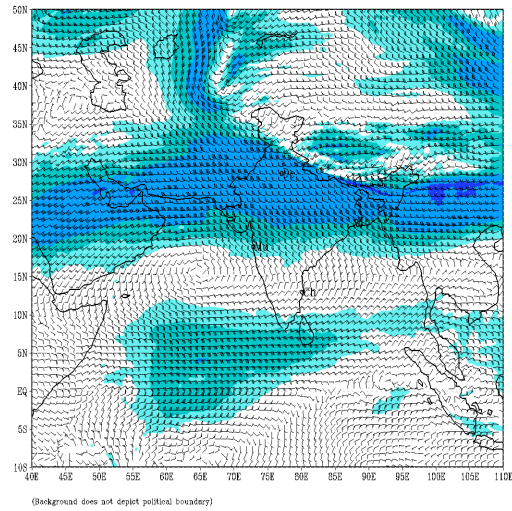 50N
45N
40N
35N
30N
25N
20N
15N
10N
5N
EQ
5S
10S
40E 45E 50E 55E 60E 65E 70E 75E 80E 85E 90E 95E 100E 105E 110E
(Background does not depict political boundary)